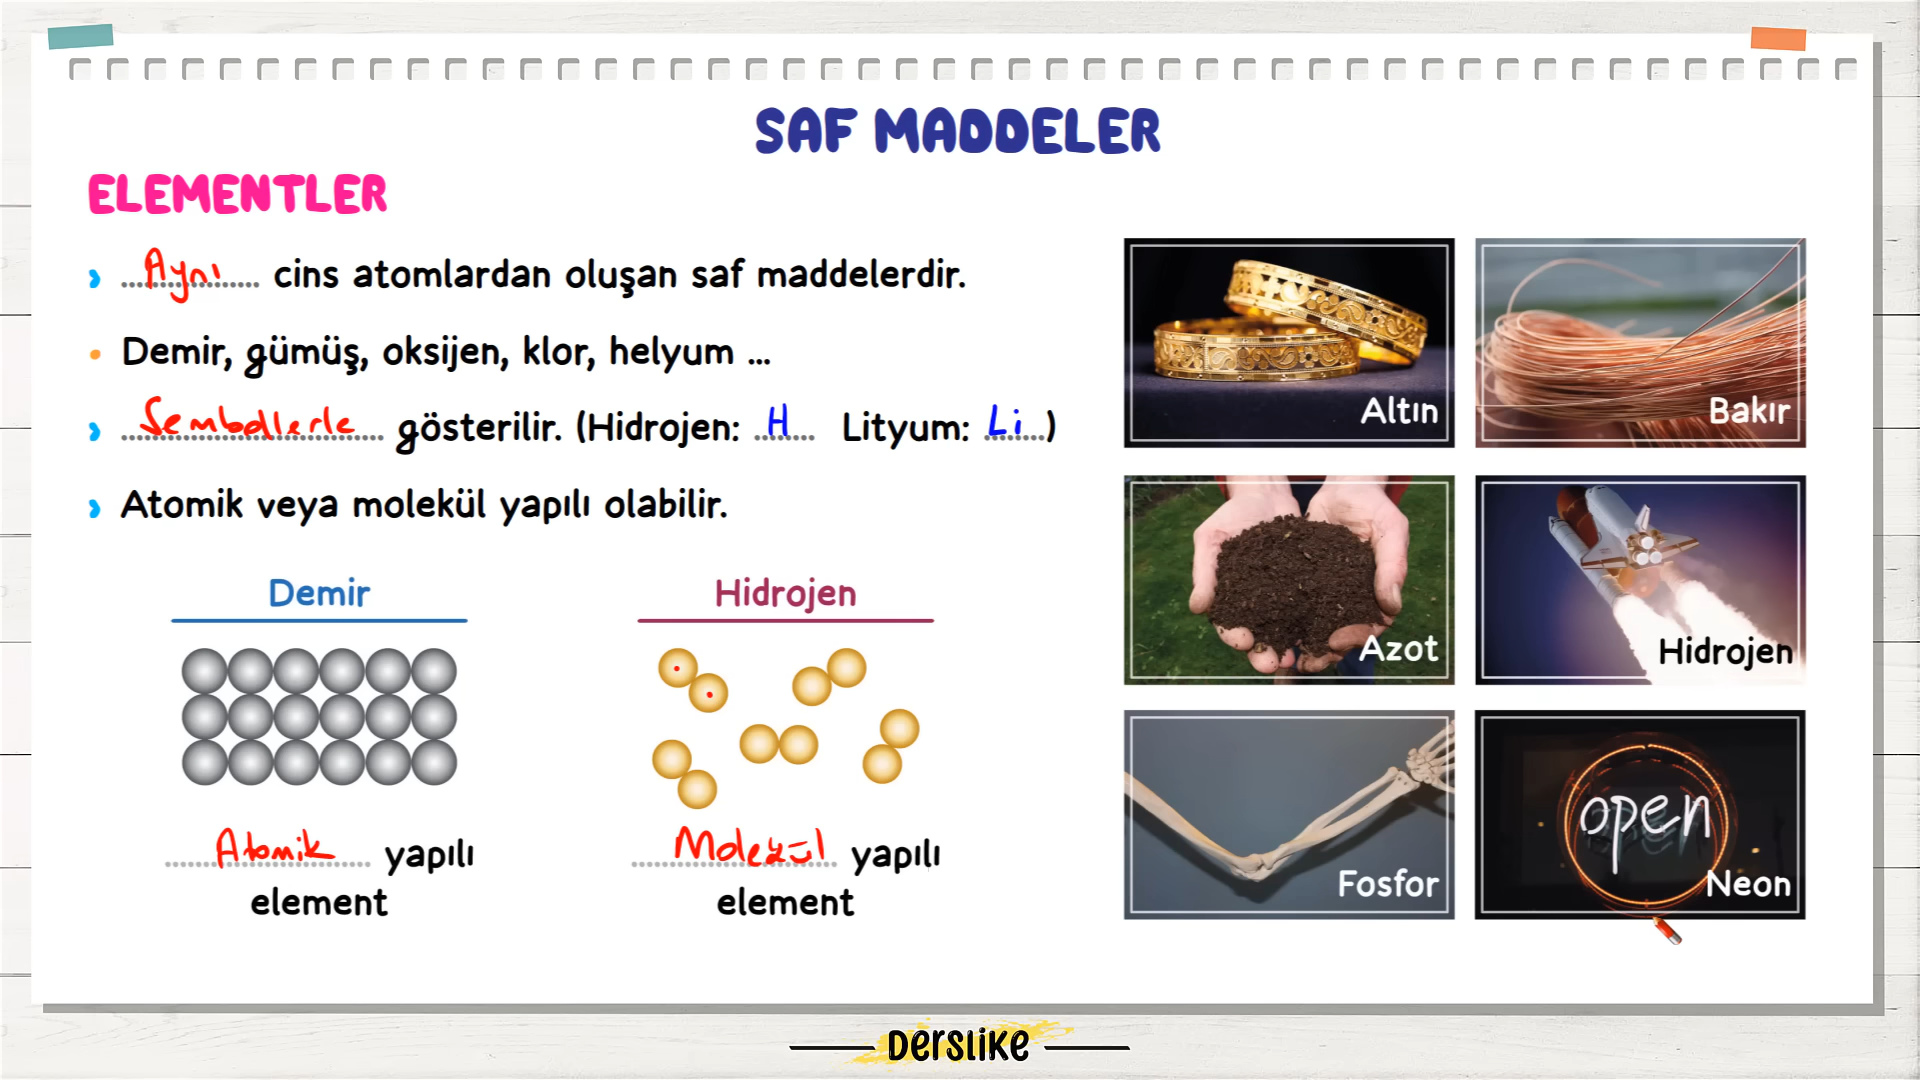 SAF MADDELER
ELEMENTLER
Aynı cins atomlardan oluşan saf maddelerdir.
Demir, gümüş, oksijen, klor, helyum ...
Sembollerle gösterilir. (Hidrojen: H Lityum: Li)
Atomik veya molekül yapılı olabilir.
Demir
Atomik yapılı
element
Hidrojen
Molekül yapılı
element
Altın
Bakır
Azot
Hidrojen
Fosfor
open
Neon
DERSLİKE